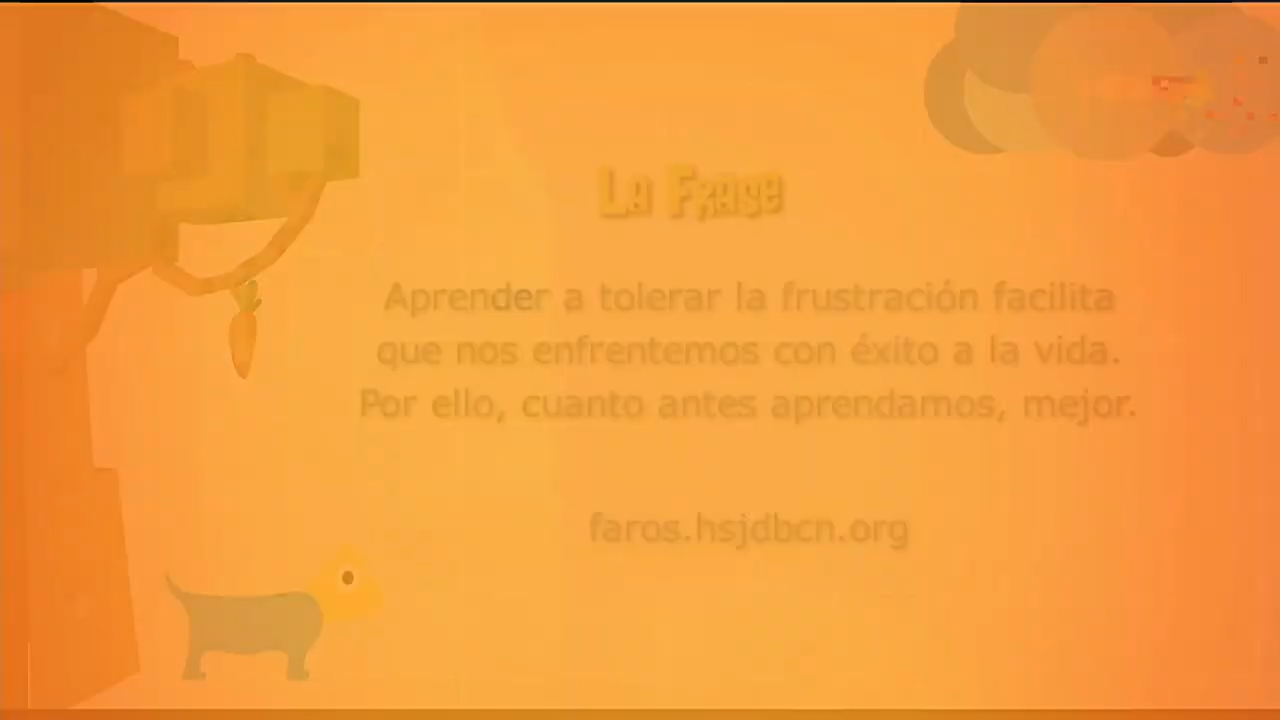 La Frase
Aprender a tolerar la frustración facilita
que nos enfrentemos con éxito a la vida.
Por ello, cuanto antes aprendamos, mejor.
faros.hsjdbcn.org